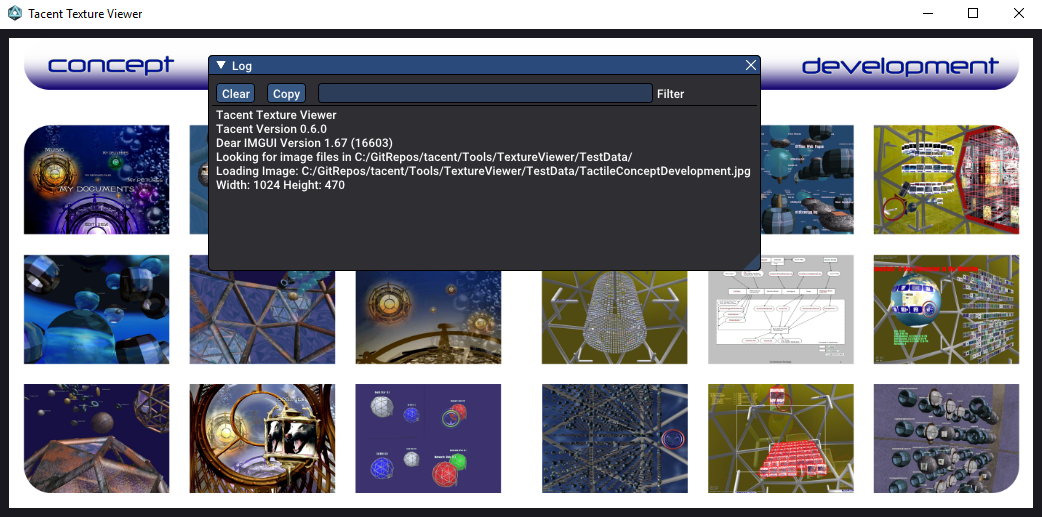 Tacent Texture Viewer
concept
development
Log
Clear
Copy
Filter
Tacent Texture Viewer
Tacent Version 0.6.0
Dear IMGUI Version 1.67 (16603)
Looking for image files in C:/GitRepos/tacent/Tools/TextureViewer/TestData/
Loading Image: C:/GitRepos/tacent/Tools/TextureViewer/TestData/TactileConceptDevelopment.jpg
Width: 1024 Height: 470
MUSIC
MY DOCUMENTS